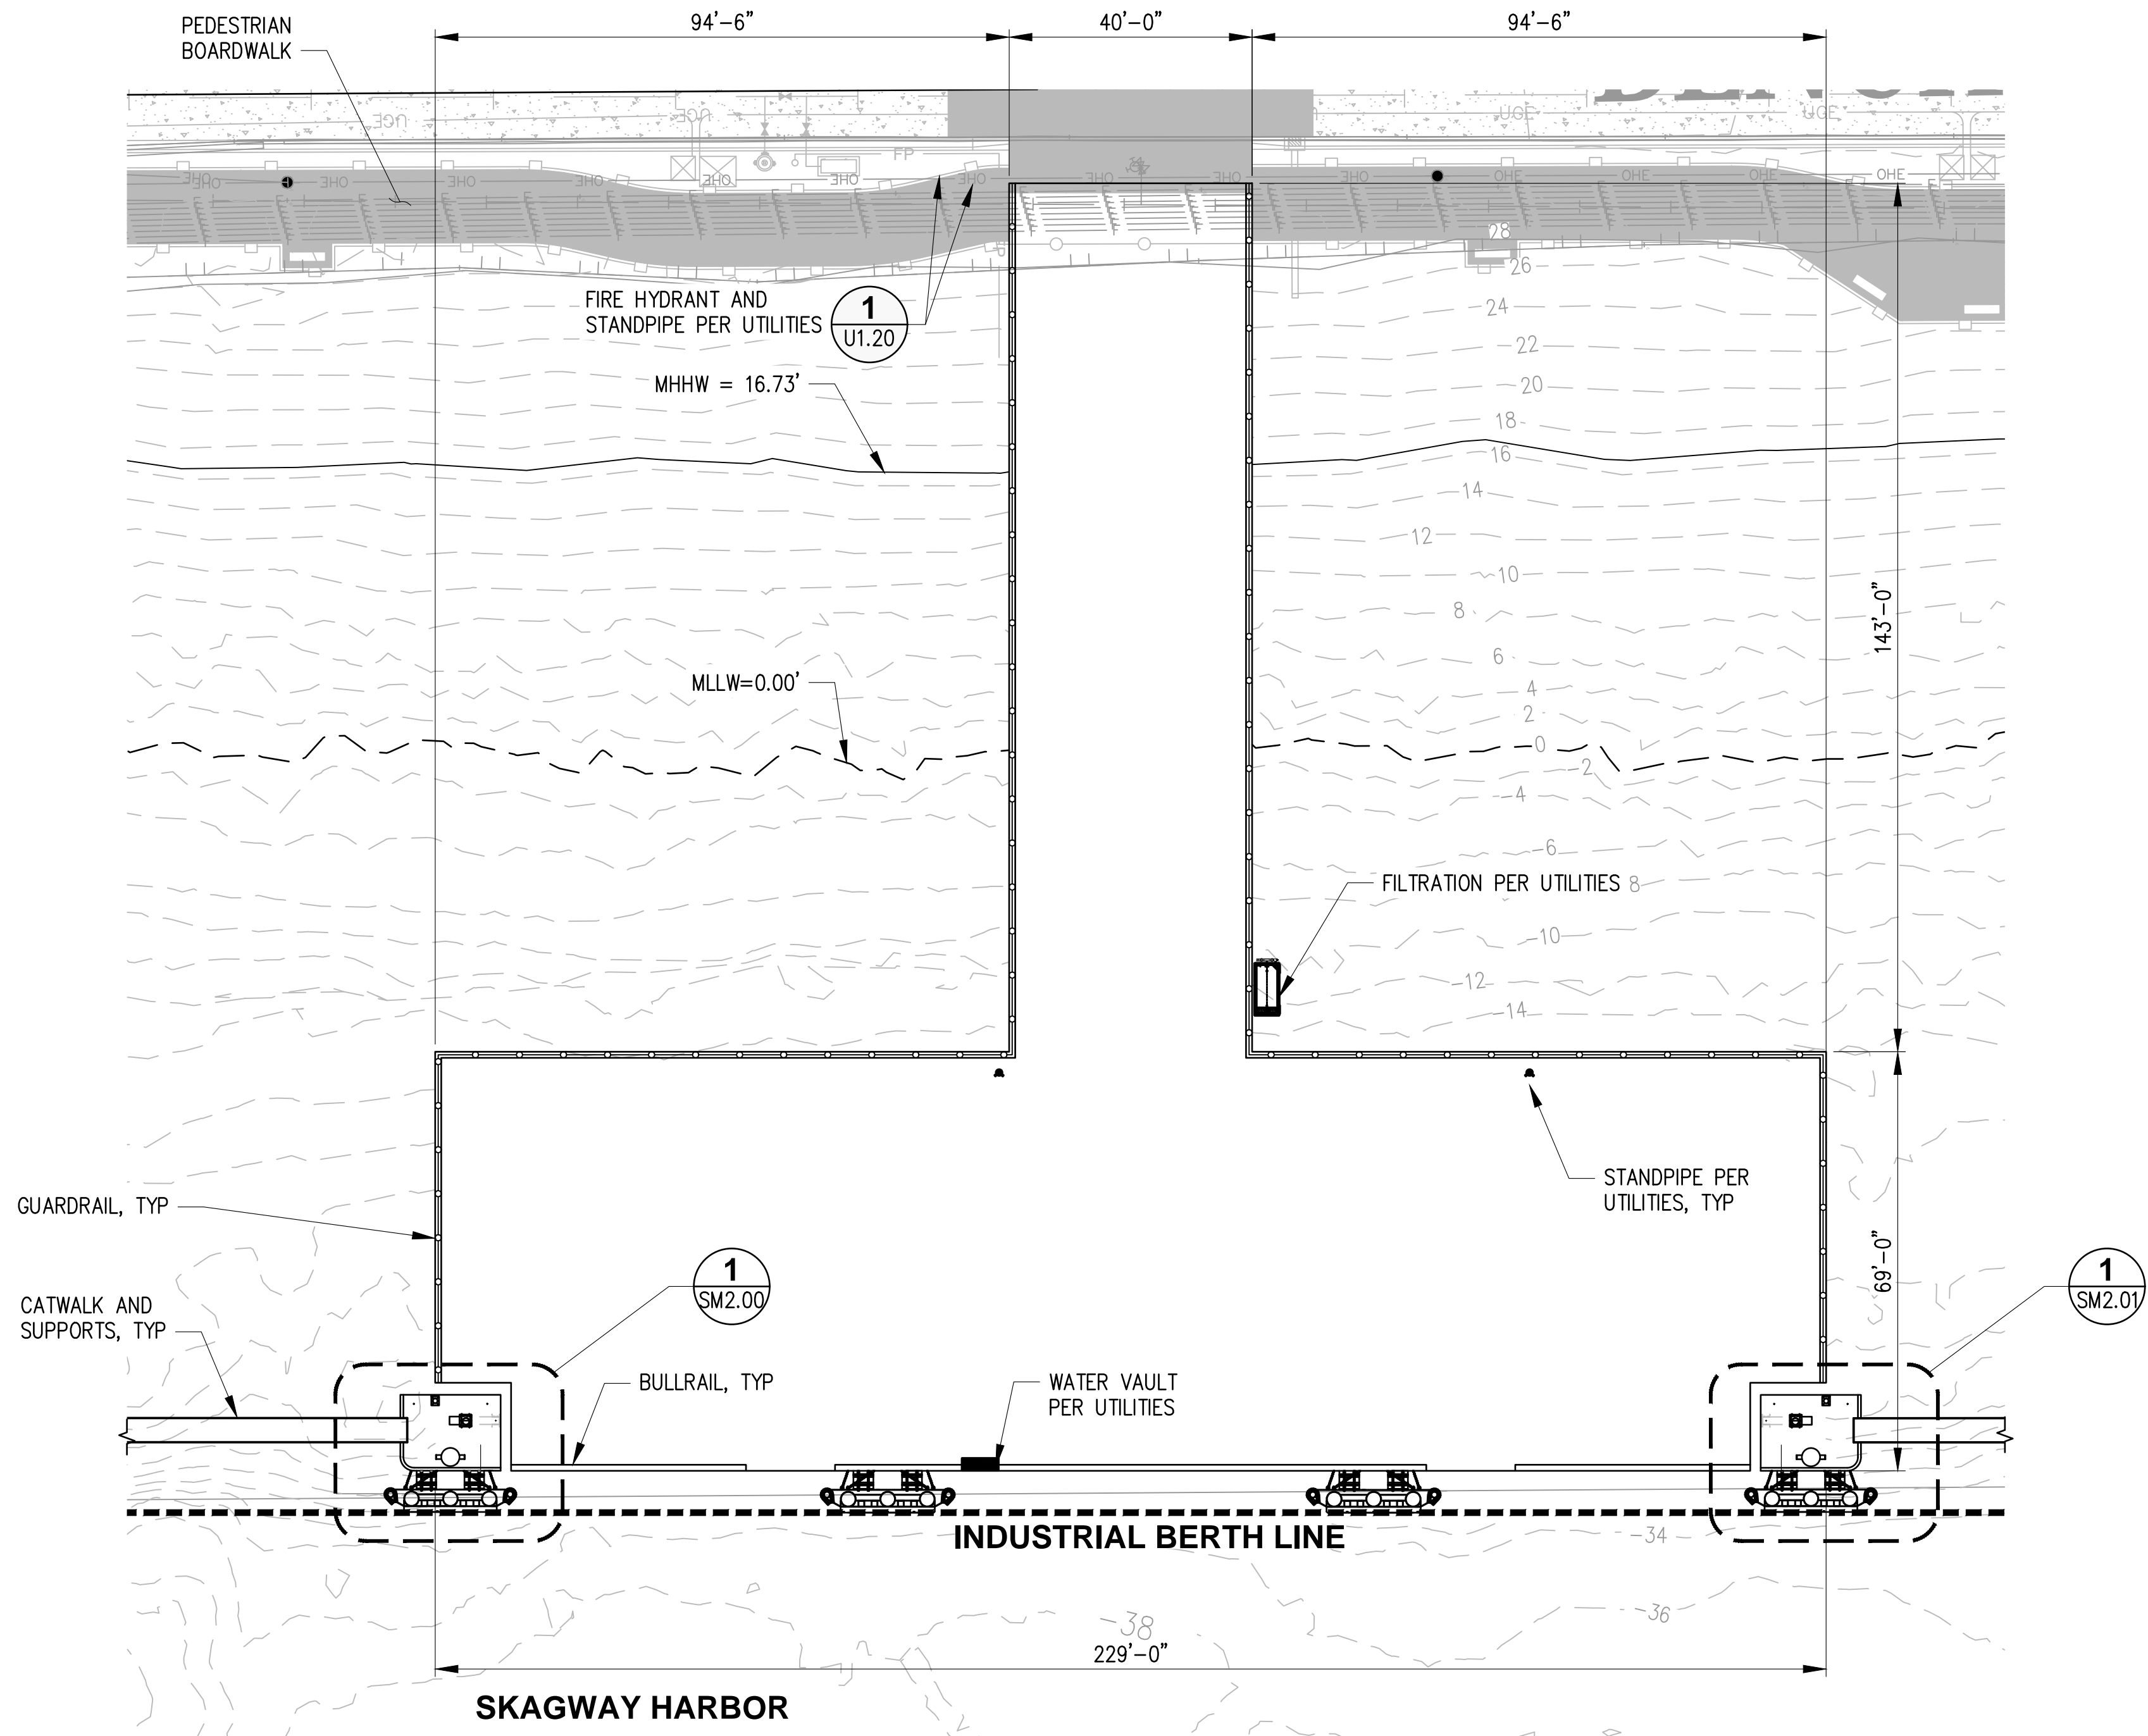 94'-6"
40'-0"
94'-6"
PEDESTRIAN
BOARDWALK
UGE
UGE
UGE
UGE
FP
OHE
OHE
OHE
OHE
OHE
OHE
OHE
OHE
OHE
OHE
OHE
OHE
OHE
OHE
28
26
24
22
20
18
16
14
12
10
8
6
4
2
0
-2
-4
-6
8
-10
-12
-14
FIRE HYDRANT AND
STANDPIPE PER UTILITIES
1
U1.20
MHHW = 16.73'
MLLW=0.00'
143'-0"
FILTRATION PER UTILITIES
STANDPIPE PER
UTILITIES, TYP
GUARDRAIL, TYP
69'-0"
1
SM2.00
1
SM2.01
CATWALK AND
SUPPORTS, TYP
BULLRAIL, TYP
WATER VAULT
PER UTILITIES
INDUSTRIAL BERTH LINE
-34
-36
-38
229'-0"
SKAGWAY HARBOR